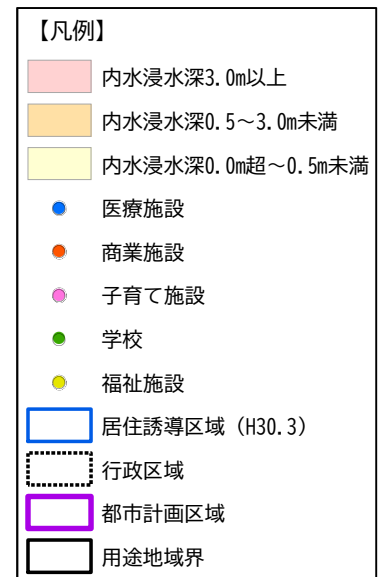 【凡例】
内水浸水深3.0m以上
内水浸水深0.5～3.0m未満
内水浸水深0.0m超～0.5m未満
医療施設
商業施設
子育て施設
学校
福祉施設
居住誘導区域（H30.3）
行政区域
都市計画区域
用途地域界